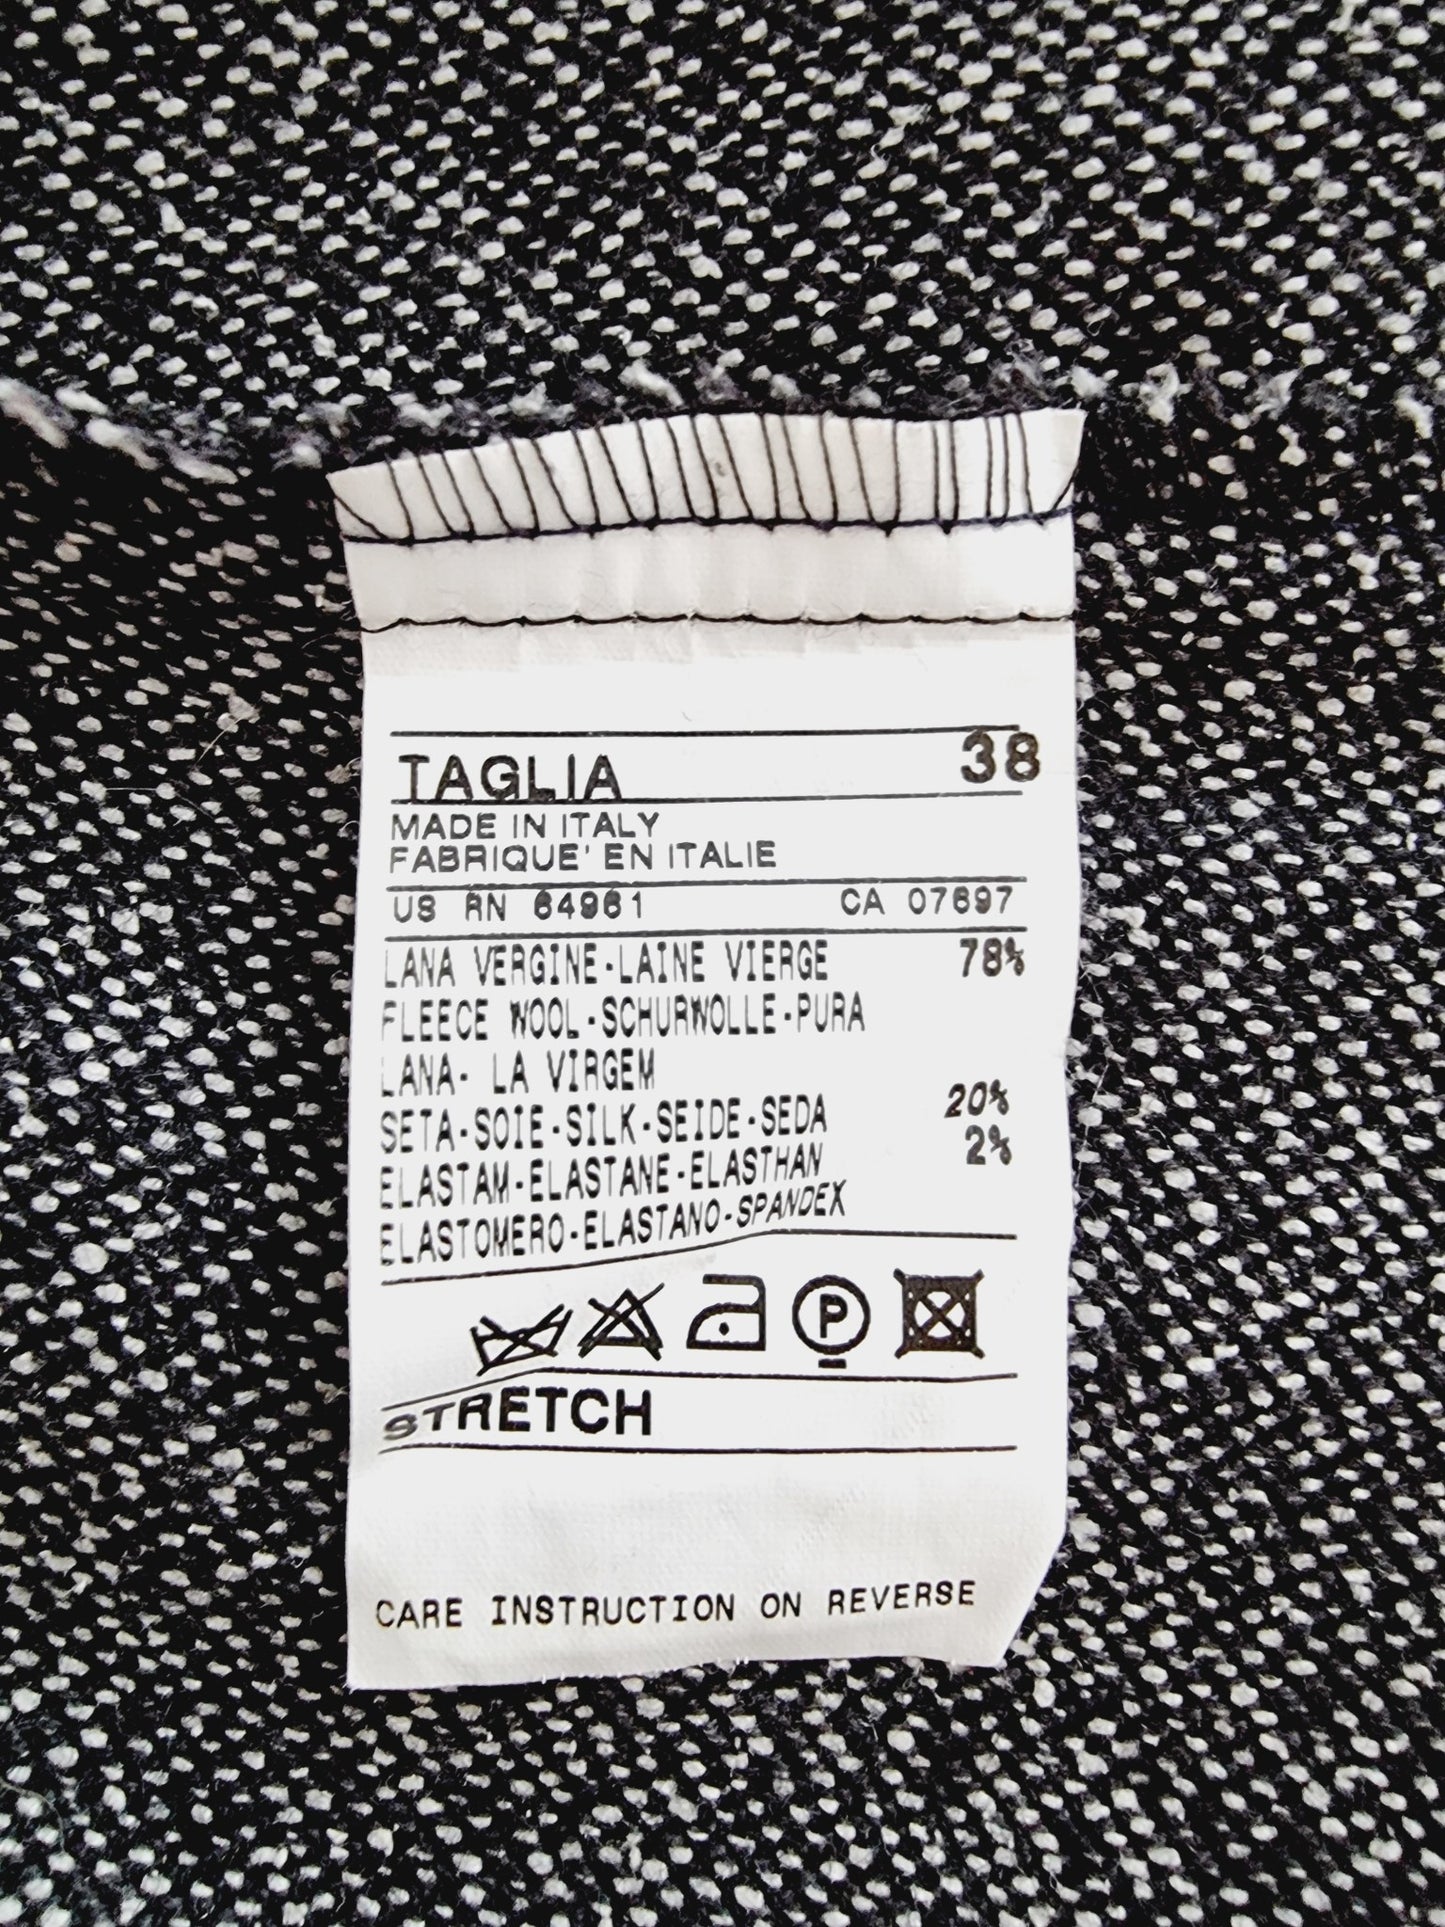 TAGLIA 38
MADE IN ITALY
FABRIQUE' EN ITALIE
US RN 64961 CA 07697
LANA VERGINE-LAINE VIERGE 78%
FLEECE WOOL-SCHURWOLLE-PURA
LANA- LA VIRGEM
SETA-SOIE-SILK-SEIDE-SEDA 20%
ELASTAM-ELASTANE-ELASTHAN 2%
ELASTOMERO-ELASTANO-SPANDEX
P
STRETCH
CARE INSTRUCTION ON REVERSE